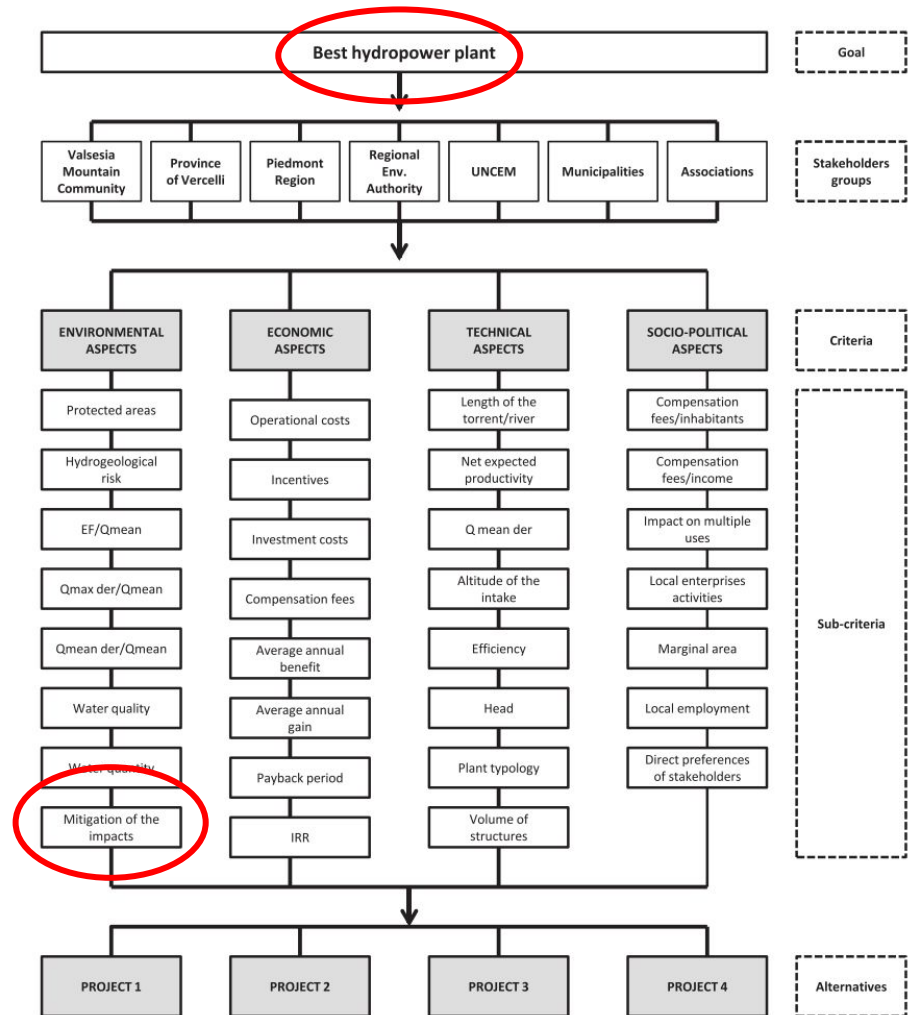 Best hydropower plant
Goal
Valsesia
Mountain
Community
Province
of Vercelli
Piedmont
Region
Regional
Env.
Authority
UNCEM
Municipalities
Associations
Stakeholders
groups
ENVIRONMENTAL
ASPECTS
ECONOMIC
ASPECTS
TECHNICAL
ASPECTS
SOCIO-POLITICAL
ASPECTS
Criteria
Protected areas
Hydrogeological
risk
EF/Qmean
Qmax der/Qmean
Qmean der/Qmean
Water quality
Water quantity
Mitigation of the
impacts
Operational costs
Incentives
Investment costs
Compensation fees
Average annual
benefit
Average annual
gain
Payback period
IRR
Length of the
torrent/river
Net expected
productivity
Q mean der
Altitude of the
intake
Efficiency
Head
Plant typology
Volume of
structures
Compensation
fees/inhabitants
Compensation
fees/income
Impact on multiple
uses
Local enterprises
activities
Marginal area
Local employment
Direct preferences
of stakeholders
Sub-criteria
PROJECT 1
PROJECT 2
PROJECT 3
PROJECT 4
Alternatives